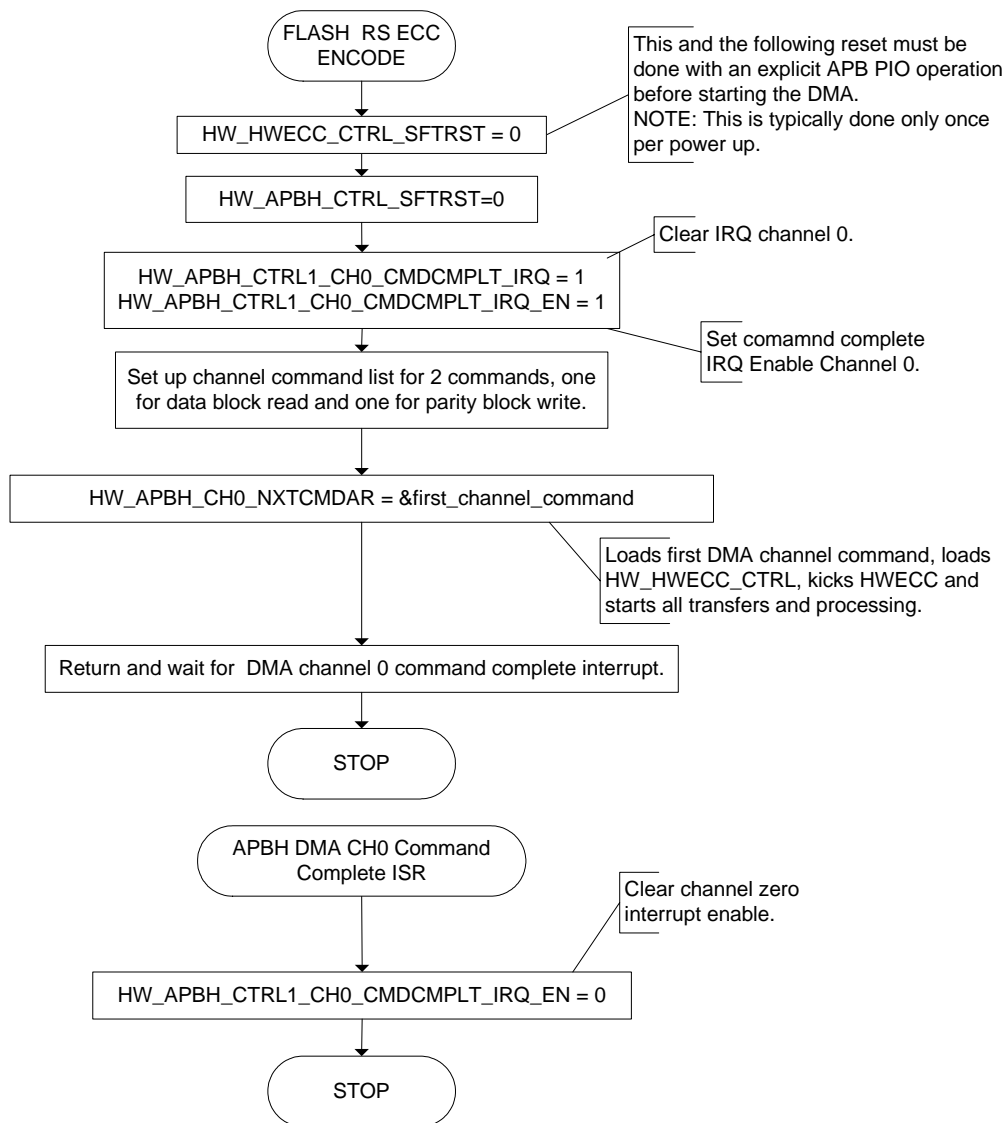 FLASH RS ECC
ENCODE
This and the following reset must be
done with an explicit APB PIO operation
before starting the DMA.
NOTE: This is typically done only once
per power up.
HW_HWECC_CTRL_SFTRST = 0
HW_APBH_CTRL_SFTRST=0
Clear IRQ channel 0.
HW_APBH_CTRL1_CH0_CMDCMPLT_IRQ = 1
HW_APBH_CTRL1_CH0_CMDCMPLT_IRQ_EN = 1
Set comamnd complete
IRQ Enable Channel 0.
Set up channel command list for 2 commands, one
for data block read and one for parity block write.
HW_APBH_CH0_NXTCMDAR = &first_channel_command
Loads first DMA channel command, loads
HW_HWECC_CTRL, kicks HWECC and
starts all transfers and processing.
Return and wait for DMA channel 0 command complete interrupt.
STOP
APBH DMA CH0 Command
Complete ISR
Clear channel zero
interrupt enable.
HW_APBH_CTRL1_CH0_CMDCMPLT_IRQ_EN = 0
STOP